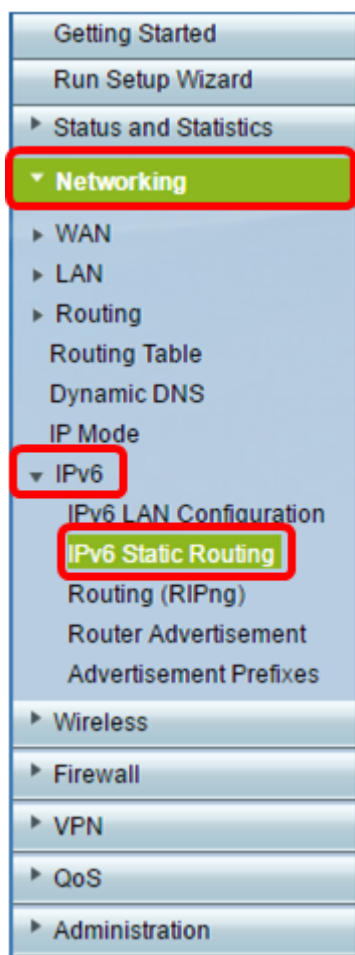 Getting Started
Run Setup Wizard
Status and Statistics
Networking
WAN
LAN
Routing
Routing Table
Dynamic DNS
IP Mode
IPv6
IPv6 LAN Configuration
IPv6 Static Routing
Routing (RIPng)
Router Advertisement
Advertisement Prefixes
Wireless
Firewall
VPN
QoS
Administration